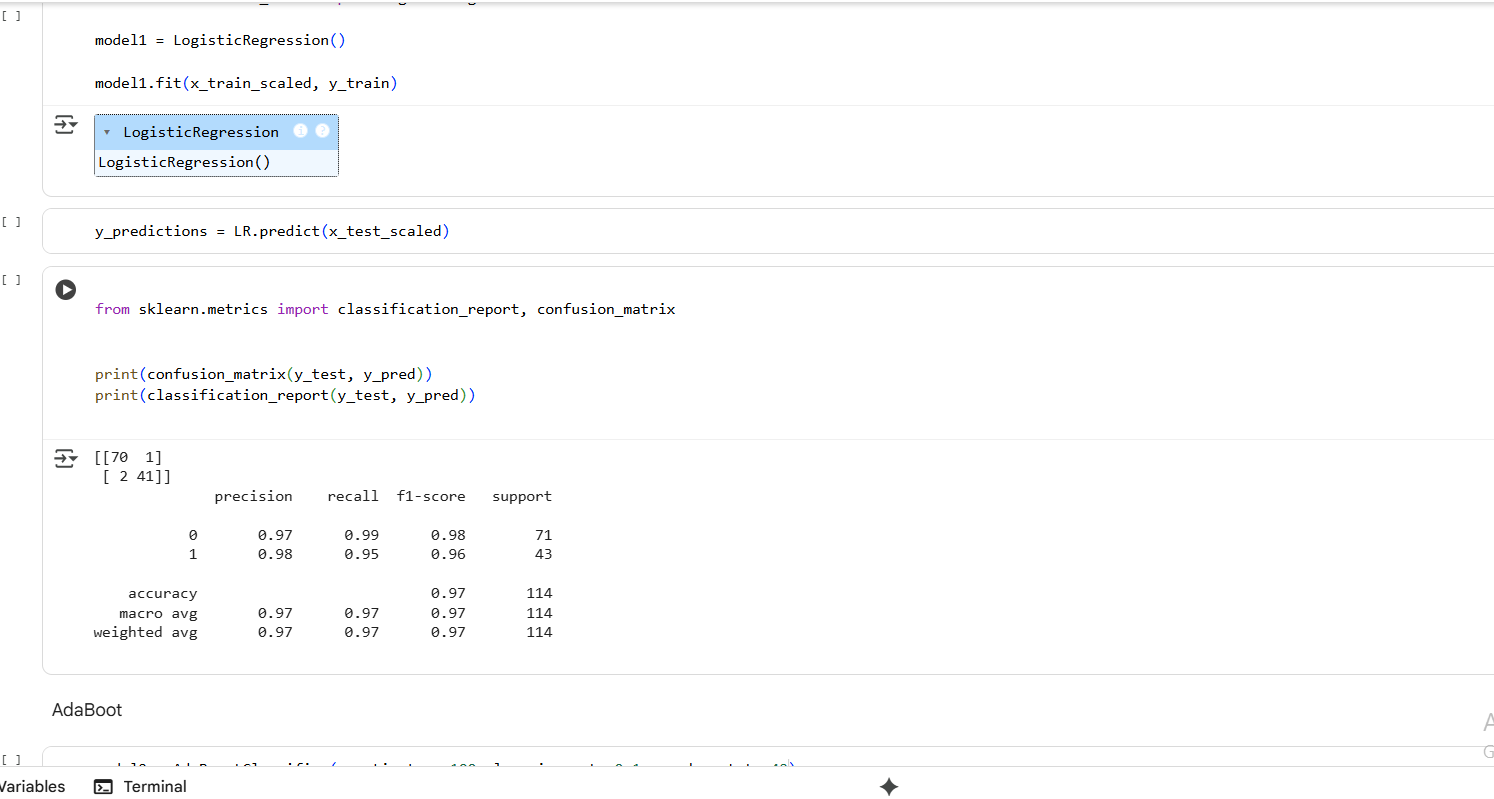 [ ]
model1 = LogisticRegression()
model1.fit(x_train_scaled, y_train)
LogisticRegression
LogisticRegression()
[ ]
y_predictions = LR.predict(x_test_scaled)
[ ]
from sklearn.metrics import classification_report, confusion_matrix
print(confusion_matrix(y_test, y_pred))
print(classification_report(y_test, y_pred))
[[70  1]
 [ 2 41]]
precision    recall  f1-score   support
0       0.97      0.99      0.98        71
1       0.98      0.95      0.96        43
accuracy                           0.97       114
macro avg       0.97      0.97      0.97       114
weighted avg       0.97      0.97      0.97       114
AdaBoot
[ ]
Variables
Terminal